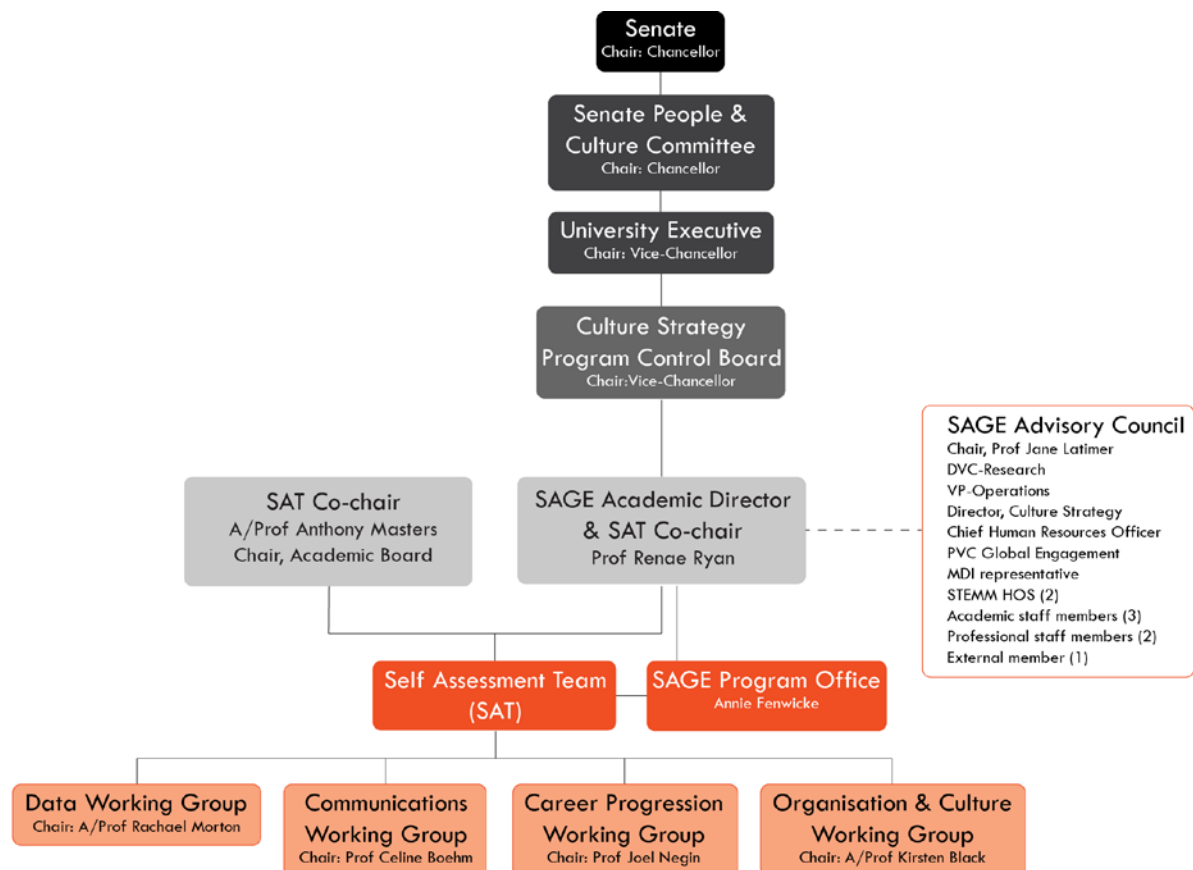 Senate
Chair: Chancellor
Senate People &
Culture Committee
Chair: Chancellor
University Executive
Chair: Vice-Chancellor
Culture Strategy
Program Control Board
Chair:Vice-Chancellor
SAT Co-chair
A/Prof Anthony Masters
Chair, Academic Board
SAGE Academic Director
& SAT Co-chair
Prof Renae Ryan
SAGE Advisory Council
Chair, Prof Jane Latimer
DVC-Research
VP-Operations
Director, Culture Strategy
Chief Human Resources Officer
PVC Global Engagement
MDI representative
STEMM HOS (2)
Academic staff members (3)
Professional staff members (2)
External member (1)
Self Assessment Team
(SAT)
SAGE Program Office
Annie Fenwicke
Data Working Group
Chair: A/Prof Rachael Morton
Communications
Working Group
Chair: Prof Celine Boehm
Career Progression
Working Group
Chair: Prof Joel Negin
Organisation & Culture
Working Group
Chair: A/Prof Kirsten Black